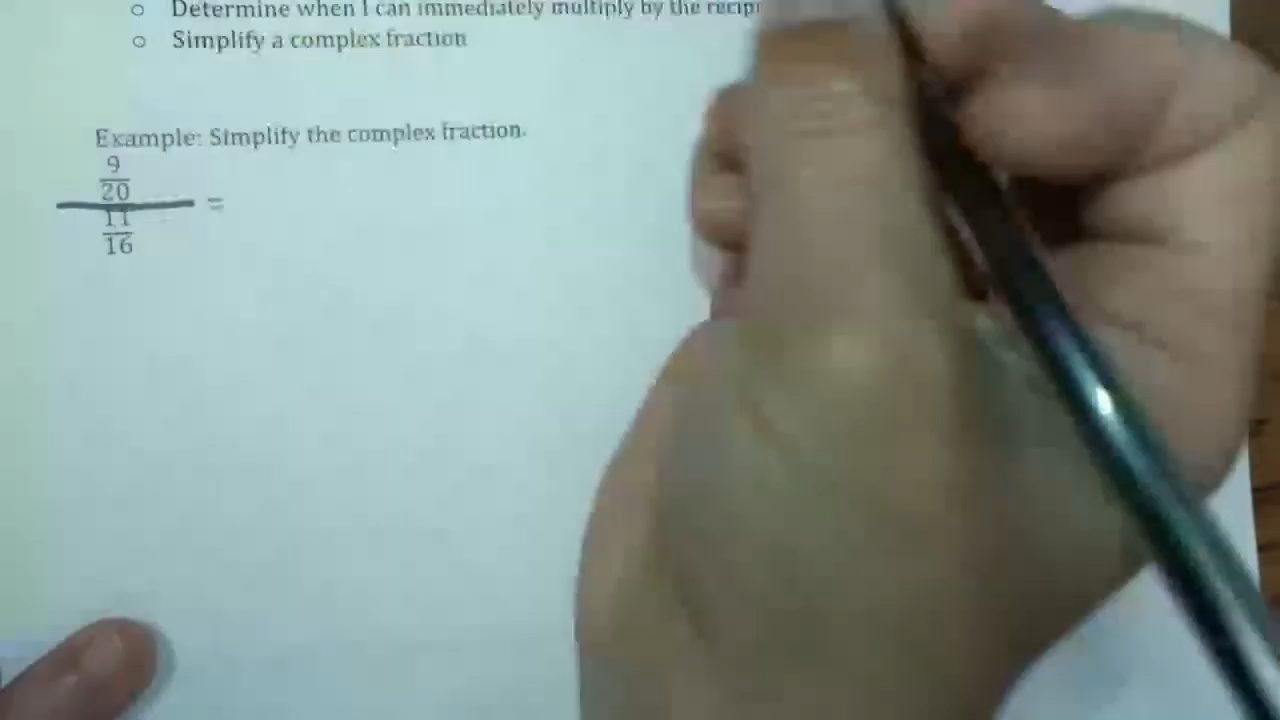 o Determine when I can immediately multiply by the
o Simplify a complex fraction
Example: Simplify the complex fraction.
9
20
=
11
16